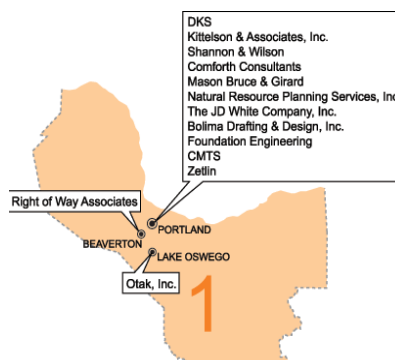 DKS
Kittelson & Associates, Inc.
Shannon & Wilson
Comforth Consultants
Mason Bruce & Girard
Natural Resource Planning Services, Inc
The JD White Company, Inc.
Bolima Drafting & Design, Inc.
Foundation Engineering
CMTS
Zetlin
Right of Way Associates
PORTLAND
BEAVERTON
LAKE OSWEGO
Otak, Inc.
1